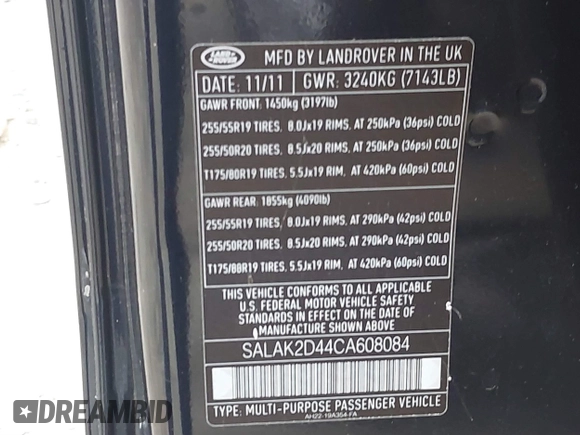 LAND ROVER
MFD BY LANDROVER IN THE UK
DATE: 11/11 GWR: 3240KG (7143LB)
GAWR FRONT: 1450kg (3197lb)
255/55R19 TIRES, 8.0Jx19 RIMS, AT 250kPa (36psi) COLD
255/50R20 TIRES, 8.5Jx20 RIMS, AT 250kPa (36psi) COLD
T175/80R19 TIRES, 5.5Jx19 RIMS, AT 420kPa (60psi) COLD
GAWR REAR: 1855kg (4090lb)
255/55R19 TIRES, 8.0Jx19 RIMS, AT 290kPa (42psi) COLD
255/50R20 TIRES, 8.5Jx20 RIMS, AT 290kPa (42psi) COLD
T175/80R19 TIRES, 5.5Jx19 RIM, AT 420kPa (60psi) COLD
THIS VEHICLE CONFORMS TO ALL APPLICABLE
U.S. FEDERAL MOTOR VEHICLE SAFETY
STANDARDS IN EFFECT ON THE DATE OF
MANUFACTURE SHOWN ABOVE.
SALAK2D44CA608084
TYPE: MULTI-PURPOSE PASSENGER VEHICLE
AH22-19A354-FA
DREAMBID